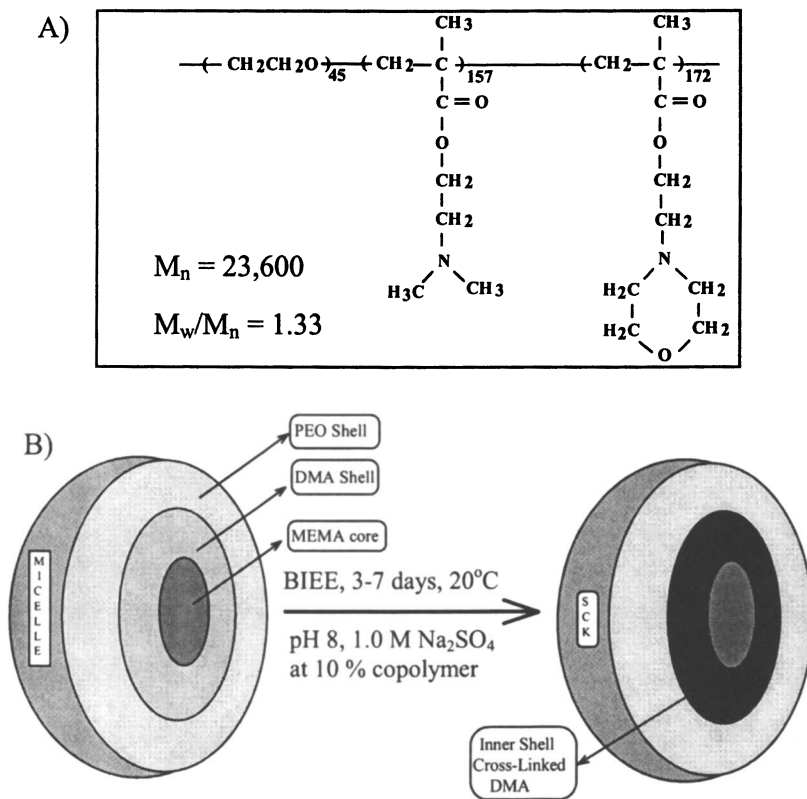 A)
CH3
—(CH2CH2O)45(CH2—C)157—(CH2—C)172
CH3
C=O
O
CH2
CH2
N
H3C CH3
C=O
O
CH2
CH2
N
H2C CH2
H2C CH2
O
Mn = 23,600
Mw/Mn = 1.33
B)
PEO Shell
DMA Shell
MEMA core
MICELLE
BIEE, 3-7 days, 20°C
pH 8, 1.0 M Na2SO4
at 10 % copolymer
SCK
Inner Shell
Cross-Linked
DMA